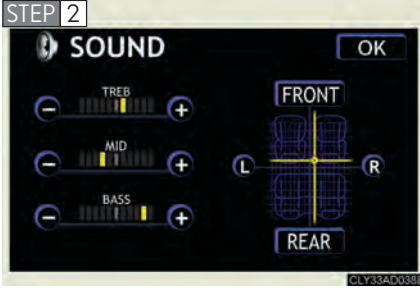 STEP 2
SOUND
OK
TREB
FRONT
MID
L
R
BASS
REAR
CLY33AD038